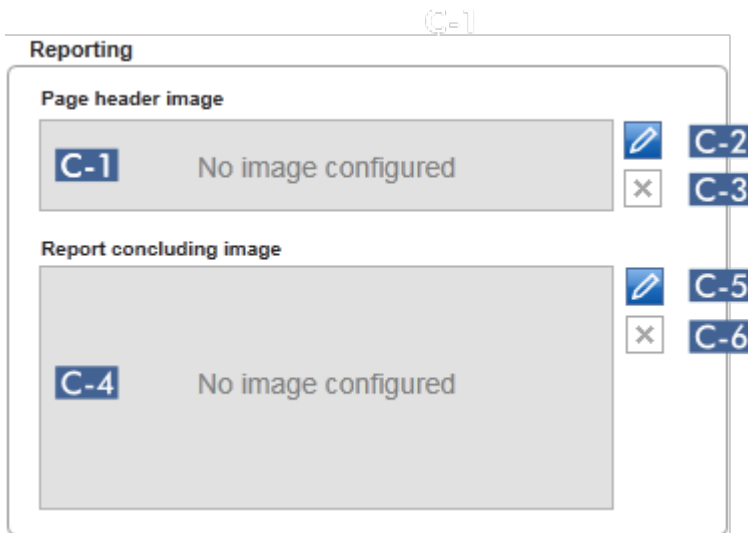 C-1
Reporting
Page header image
C-1 No image configured
C-2
C-3
Report concluding image
C-5
C-6
C-4 No image configured